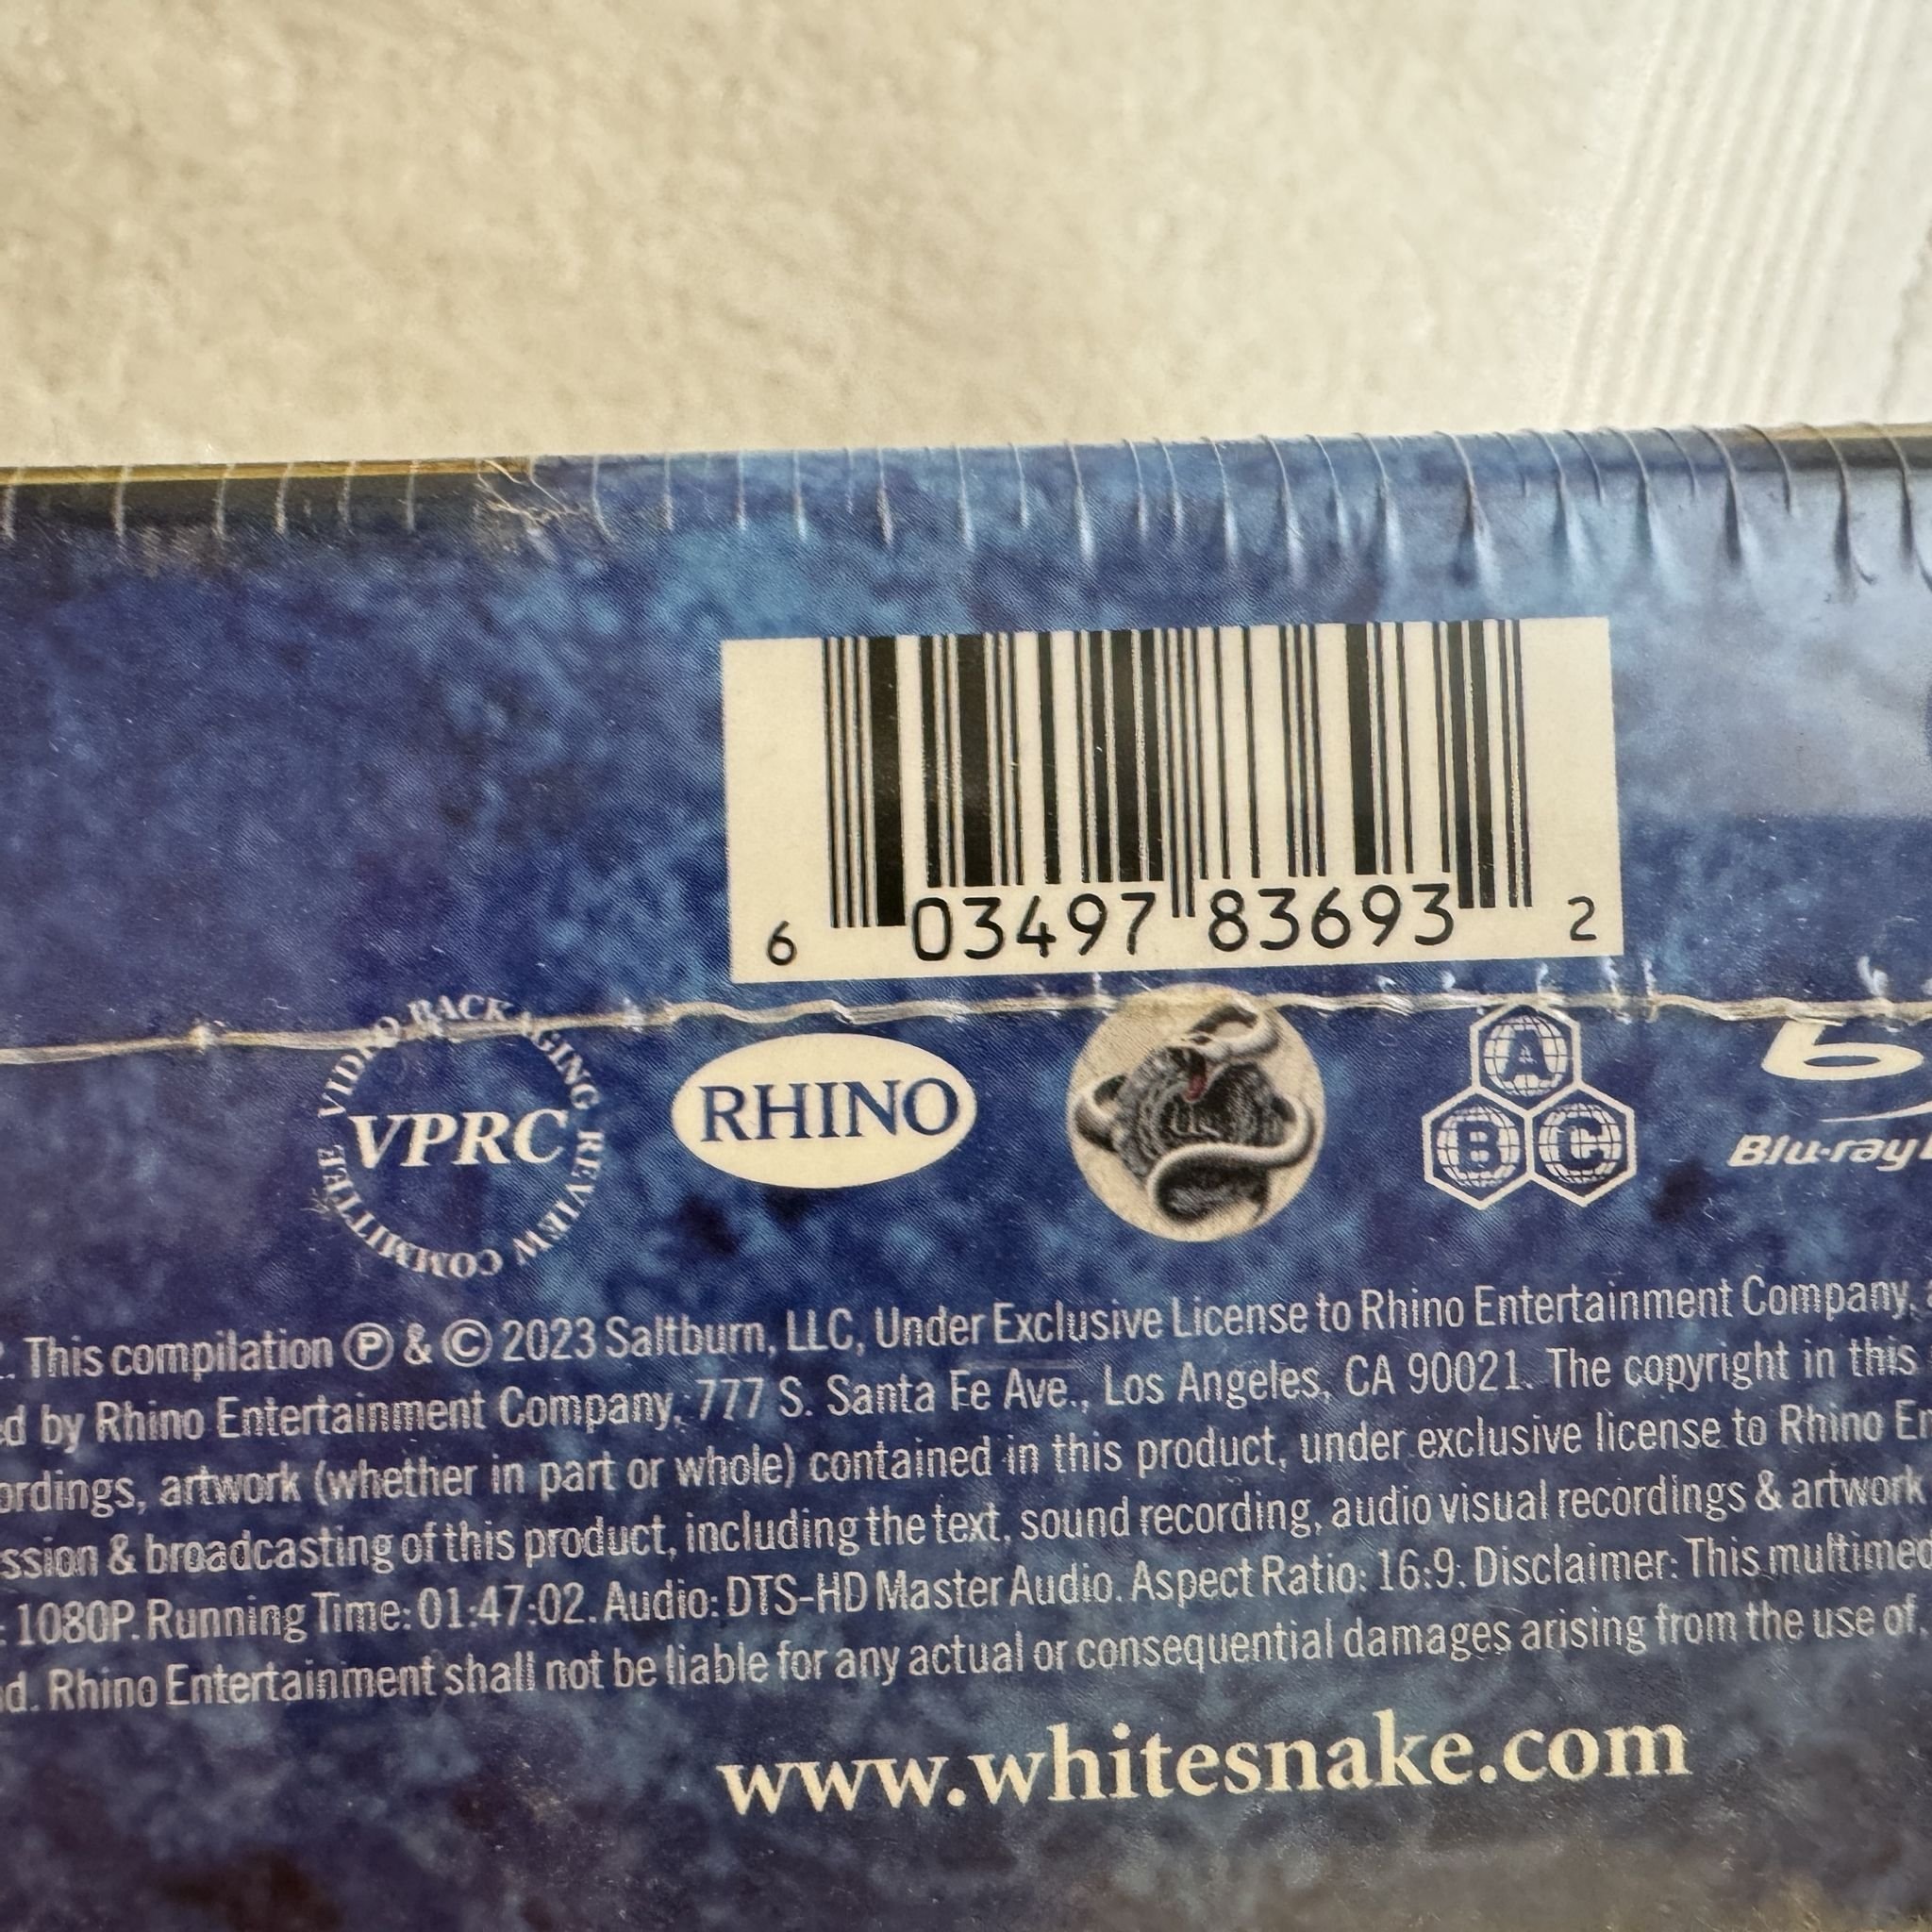 6 03497 83693 2
VIDEO PACKAGING REVIEW COMMITTEE
VPRC
RHINO
A
B C
Blu-ray
This compilation Ⓟ & © 2023 Saltburn, LLC, Under Exclusive License to Rhino Entertainment Company,
by Rhino Entertainment Company, 777 S. Santa Fe Ave., Los Angeles, CA 90021. The copyright in this
artwork (whether in part or whole) contained in this product, under exclusive license to Rhino
& broadcasting of this product, including the text, sound recording, audio visual recordings & artwork
1080P. Running Time: 01:47:02. Audio: DTS-HD Master Audio. Aspect Ratio: 16:9. Disclaimer: This
Rhino Entertainment shall not be liable for any actual or consequential damages arising from the use of,
www.whitesnake.com